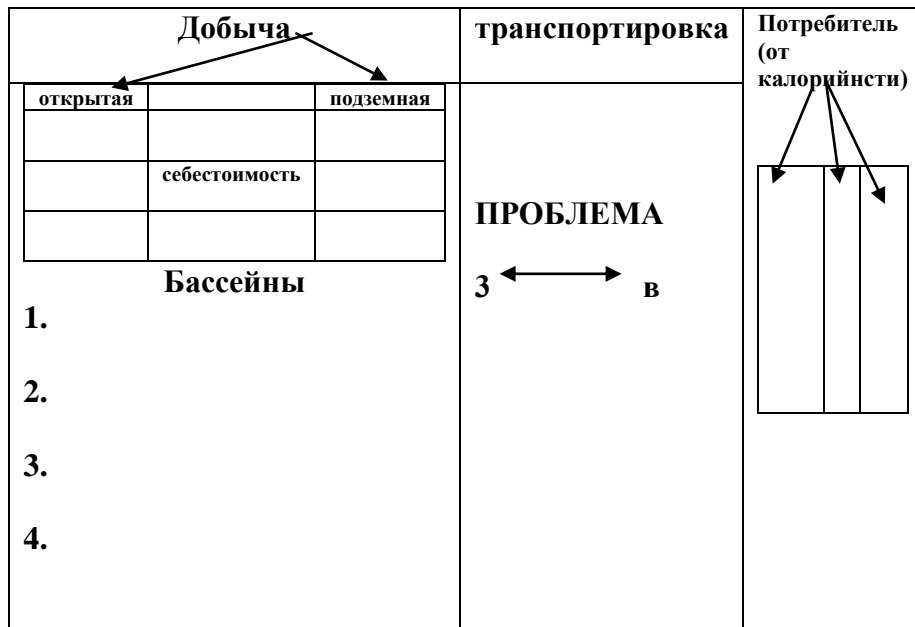 Добыча
транспортировка
Потребитель
(от
калорийнсти)
открытая
подземная
себестоимость
ПРОБЛЕМА
З в
Бассейны
1.
2.
3.
4.